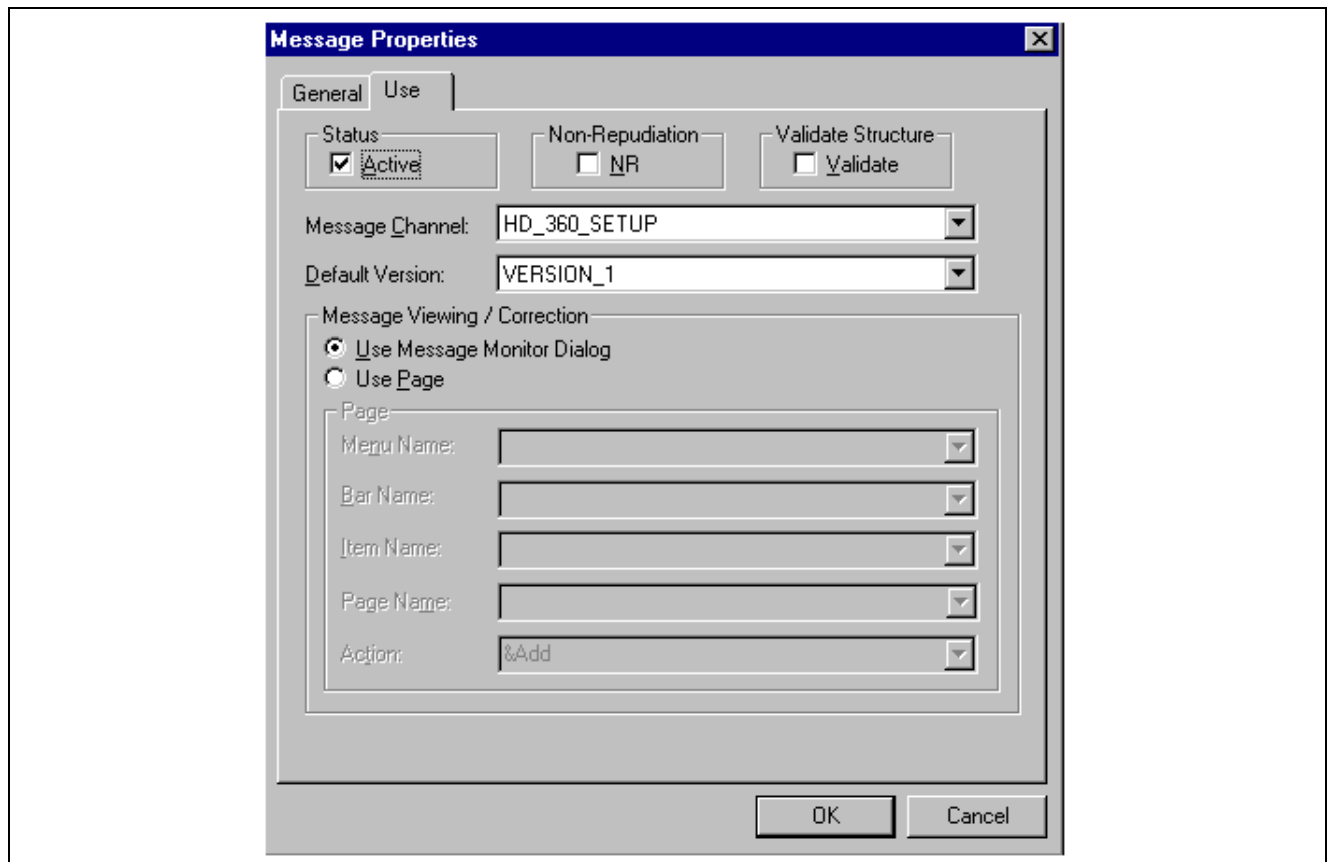 Message Properties
General Use
Status Non-Repudiation Validate Structure
Active NR Validate
Message Channel: HD_360_SETUP
Default Version: VERSION_1
Message Viewing / Correction
Use Message Monitor Dialog
Use Page
Page
Menu Name:
Bar Name:
Item Name:
Page Name:
Action: &Add
OK Cancel